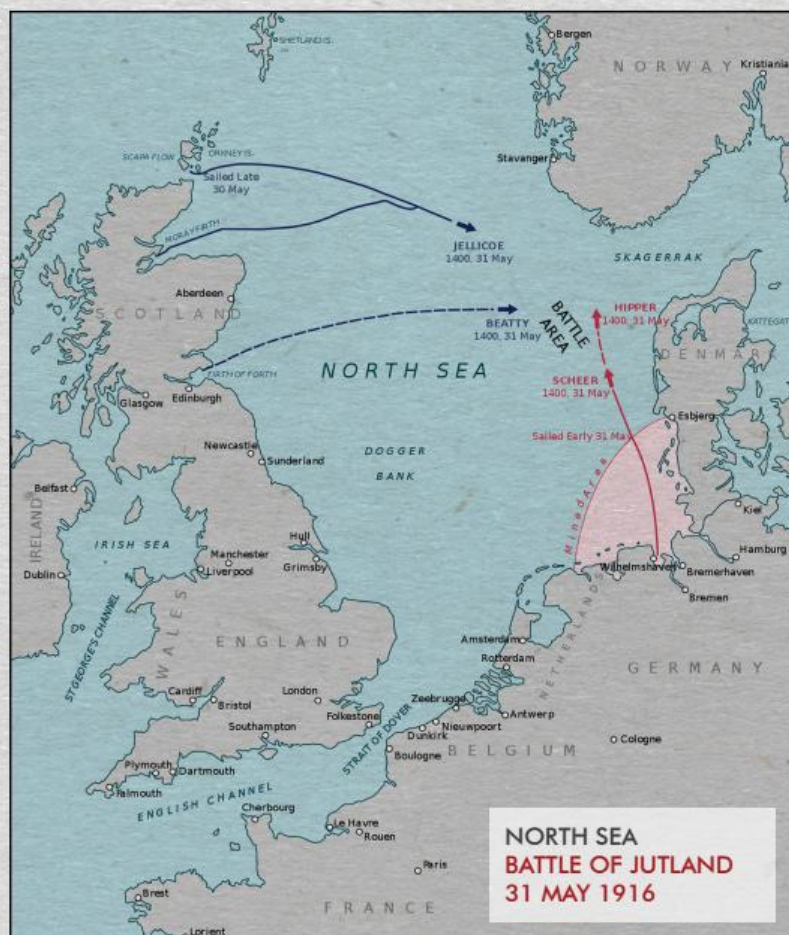 SHETLAND IS.
Bergen
NORWAY
Kristiania
SCAPA FLOW
ORKNEY IS.
Stavanger
Sailed Late
30 May
MORAY FIRTH
JELLICOE
1400, 31 May
SKAGERRAK
Aberdeen
SCOTLAND
BEATTY
1400, 31 May
BATTLE
AREA
HIPPER
1400, 31 May
KATTEGAT
DENMARK
NORTH SEA
FIRTH OF FORTH
SCHEER
1400, 31 May
Glasgow
Edinburgh
Esbjerg
Sailed Early 31 May
Newcastle
Sunderland
DOGGER
BANK
Mined Area
Belfast
IRELAND
Kiel
IRISH SEA
Hull
Manchester
Liverpool
Grimsby
Dublin
Hamburg
Wilhelmshaven
Bremerhaven
Bremen
ST GEORGE'S CHANNEL
WALES
ENGLAND
NETHERLANDS
Amsterdam
Rotterdam
GERMANY
Cardiff
Bristol
London
Folkestone
Zeebrugge
Antwerp
Nieuwpoort
Dunkirk
Southampton
STRAIT OF DOVER
Boulogne
BELGIUM
Cologne
Plymouth
Dartmouth
Falmouth
ENGLISH CHANNEL
Cherbourg
Le Havre
Rouen
Paris
Brest
FRANCE
Lorient
NORTH SEA
BATTLE OF JUTLAND
31 MAY 1916